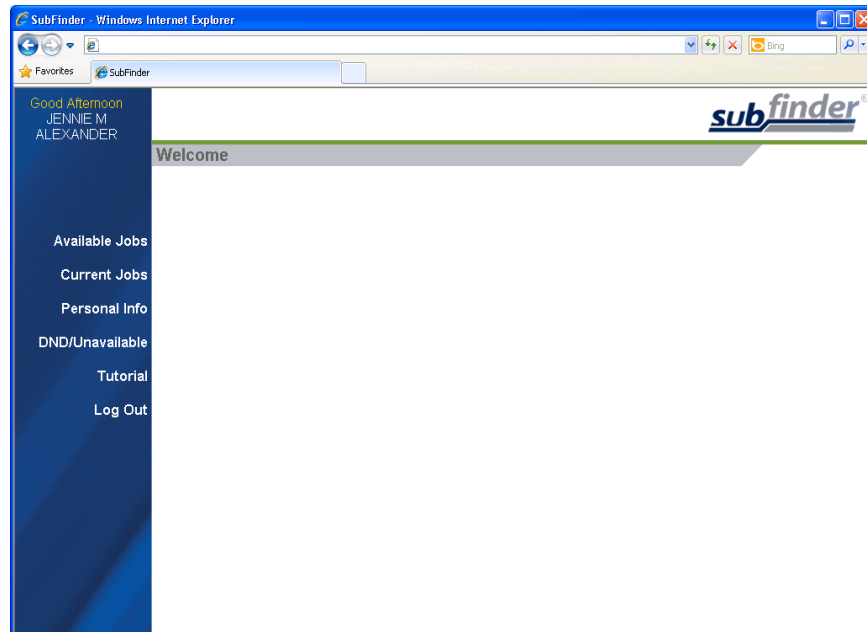 SubFinder - Windows Internet Explorer
Bing
Favorites
SubFinder
Good Afternoon
JENNIE M
ALEXANDER
subfinder®
Welcome
Available Jobs
Current Jobs
Personal Info
DND/Unavailable
Tutorial
Log Out